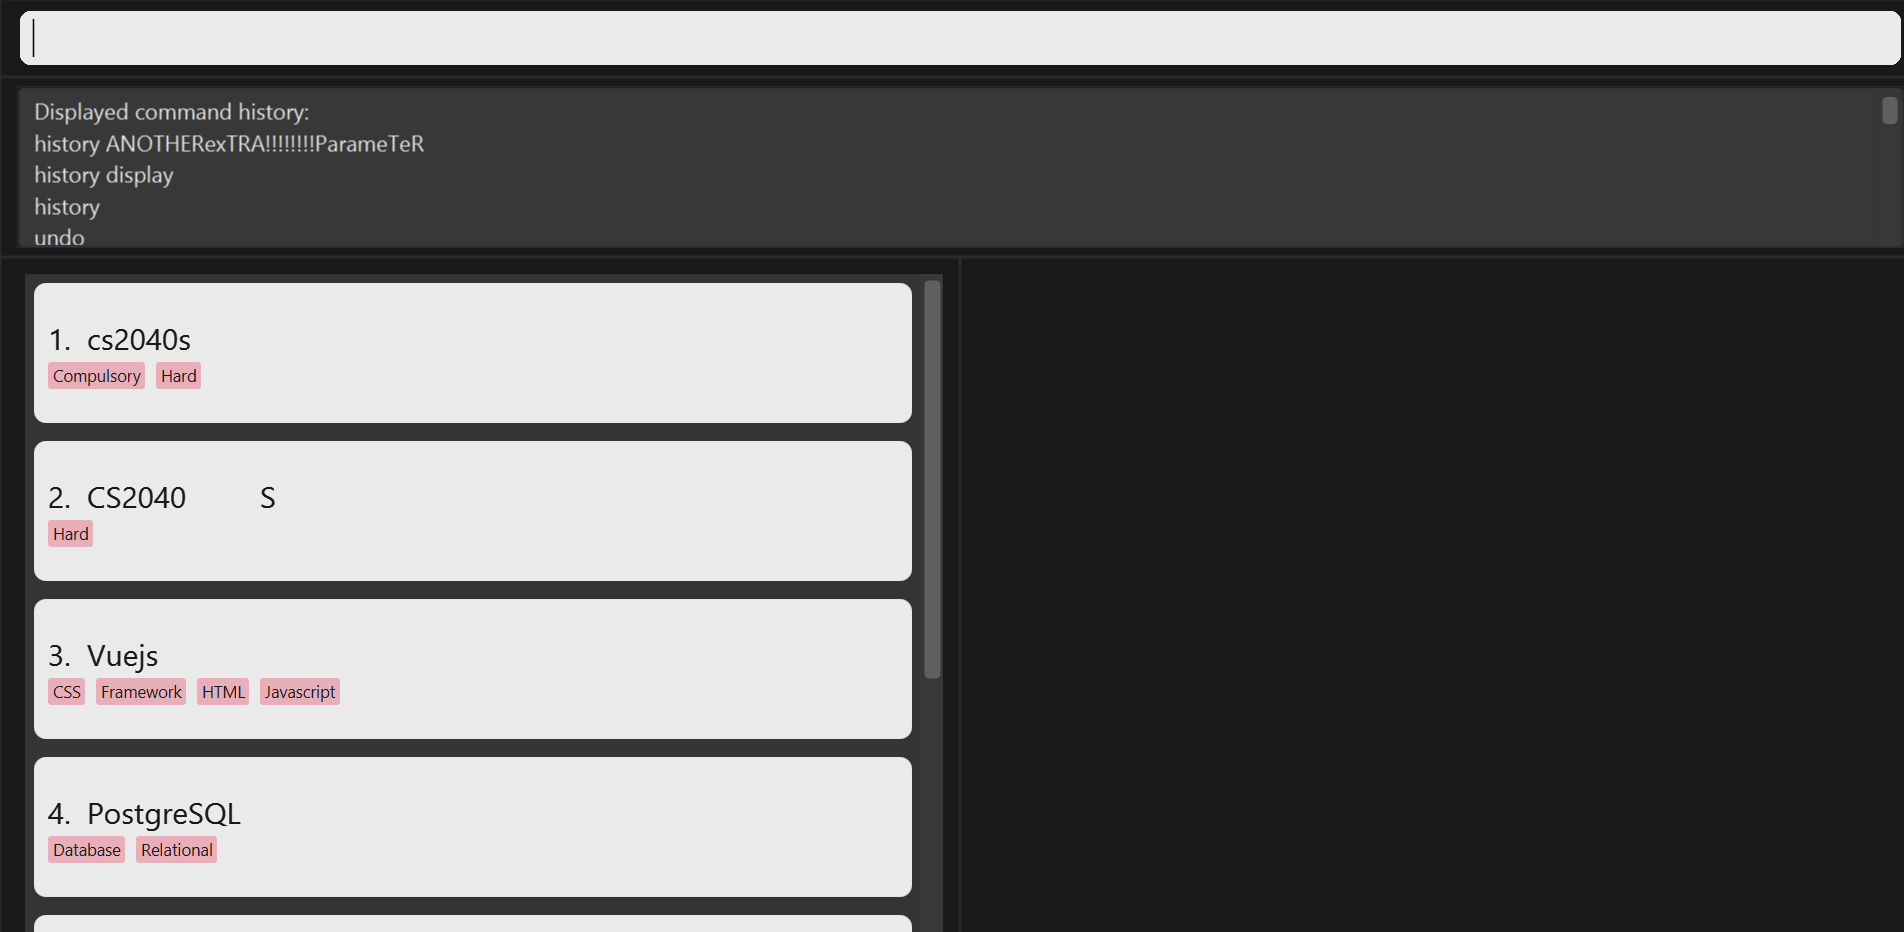 Displayed command history:
history ANOTHERexTRA!!!!!!!!ParameTeR
history display
history
undo
1. cs2040s
Compulsory Hard
2. CS2040 S
Hard
3. Vuejs
CSS Framework HTML Javascript
4. PostgreSQL
Database Relational